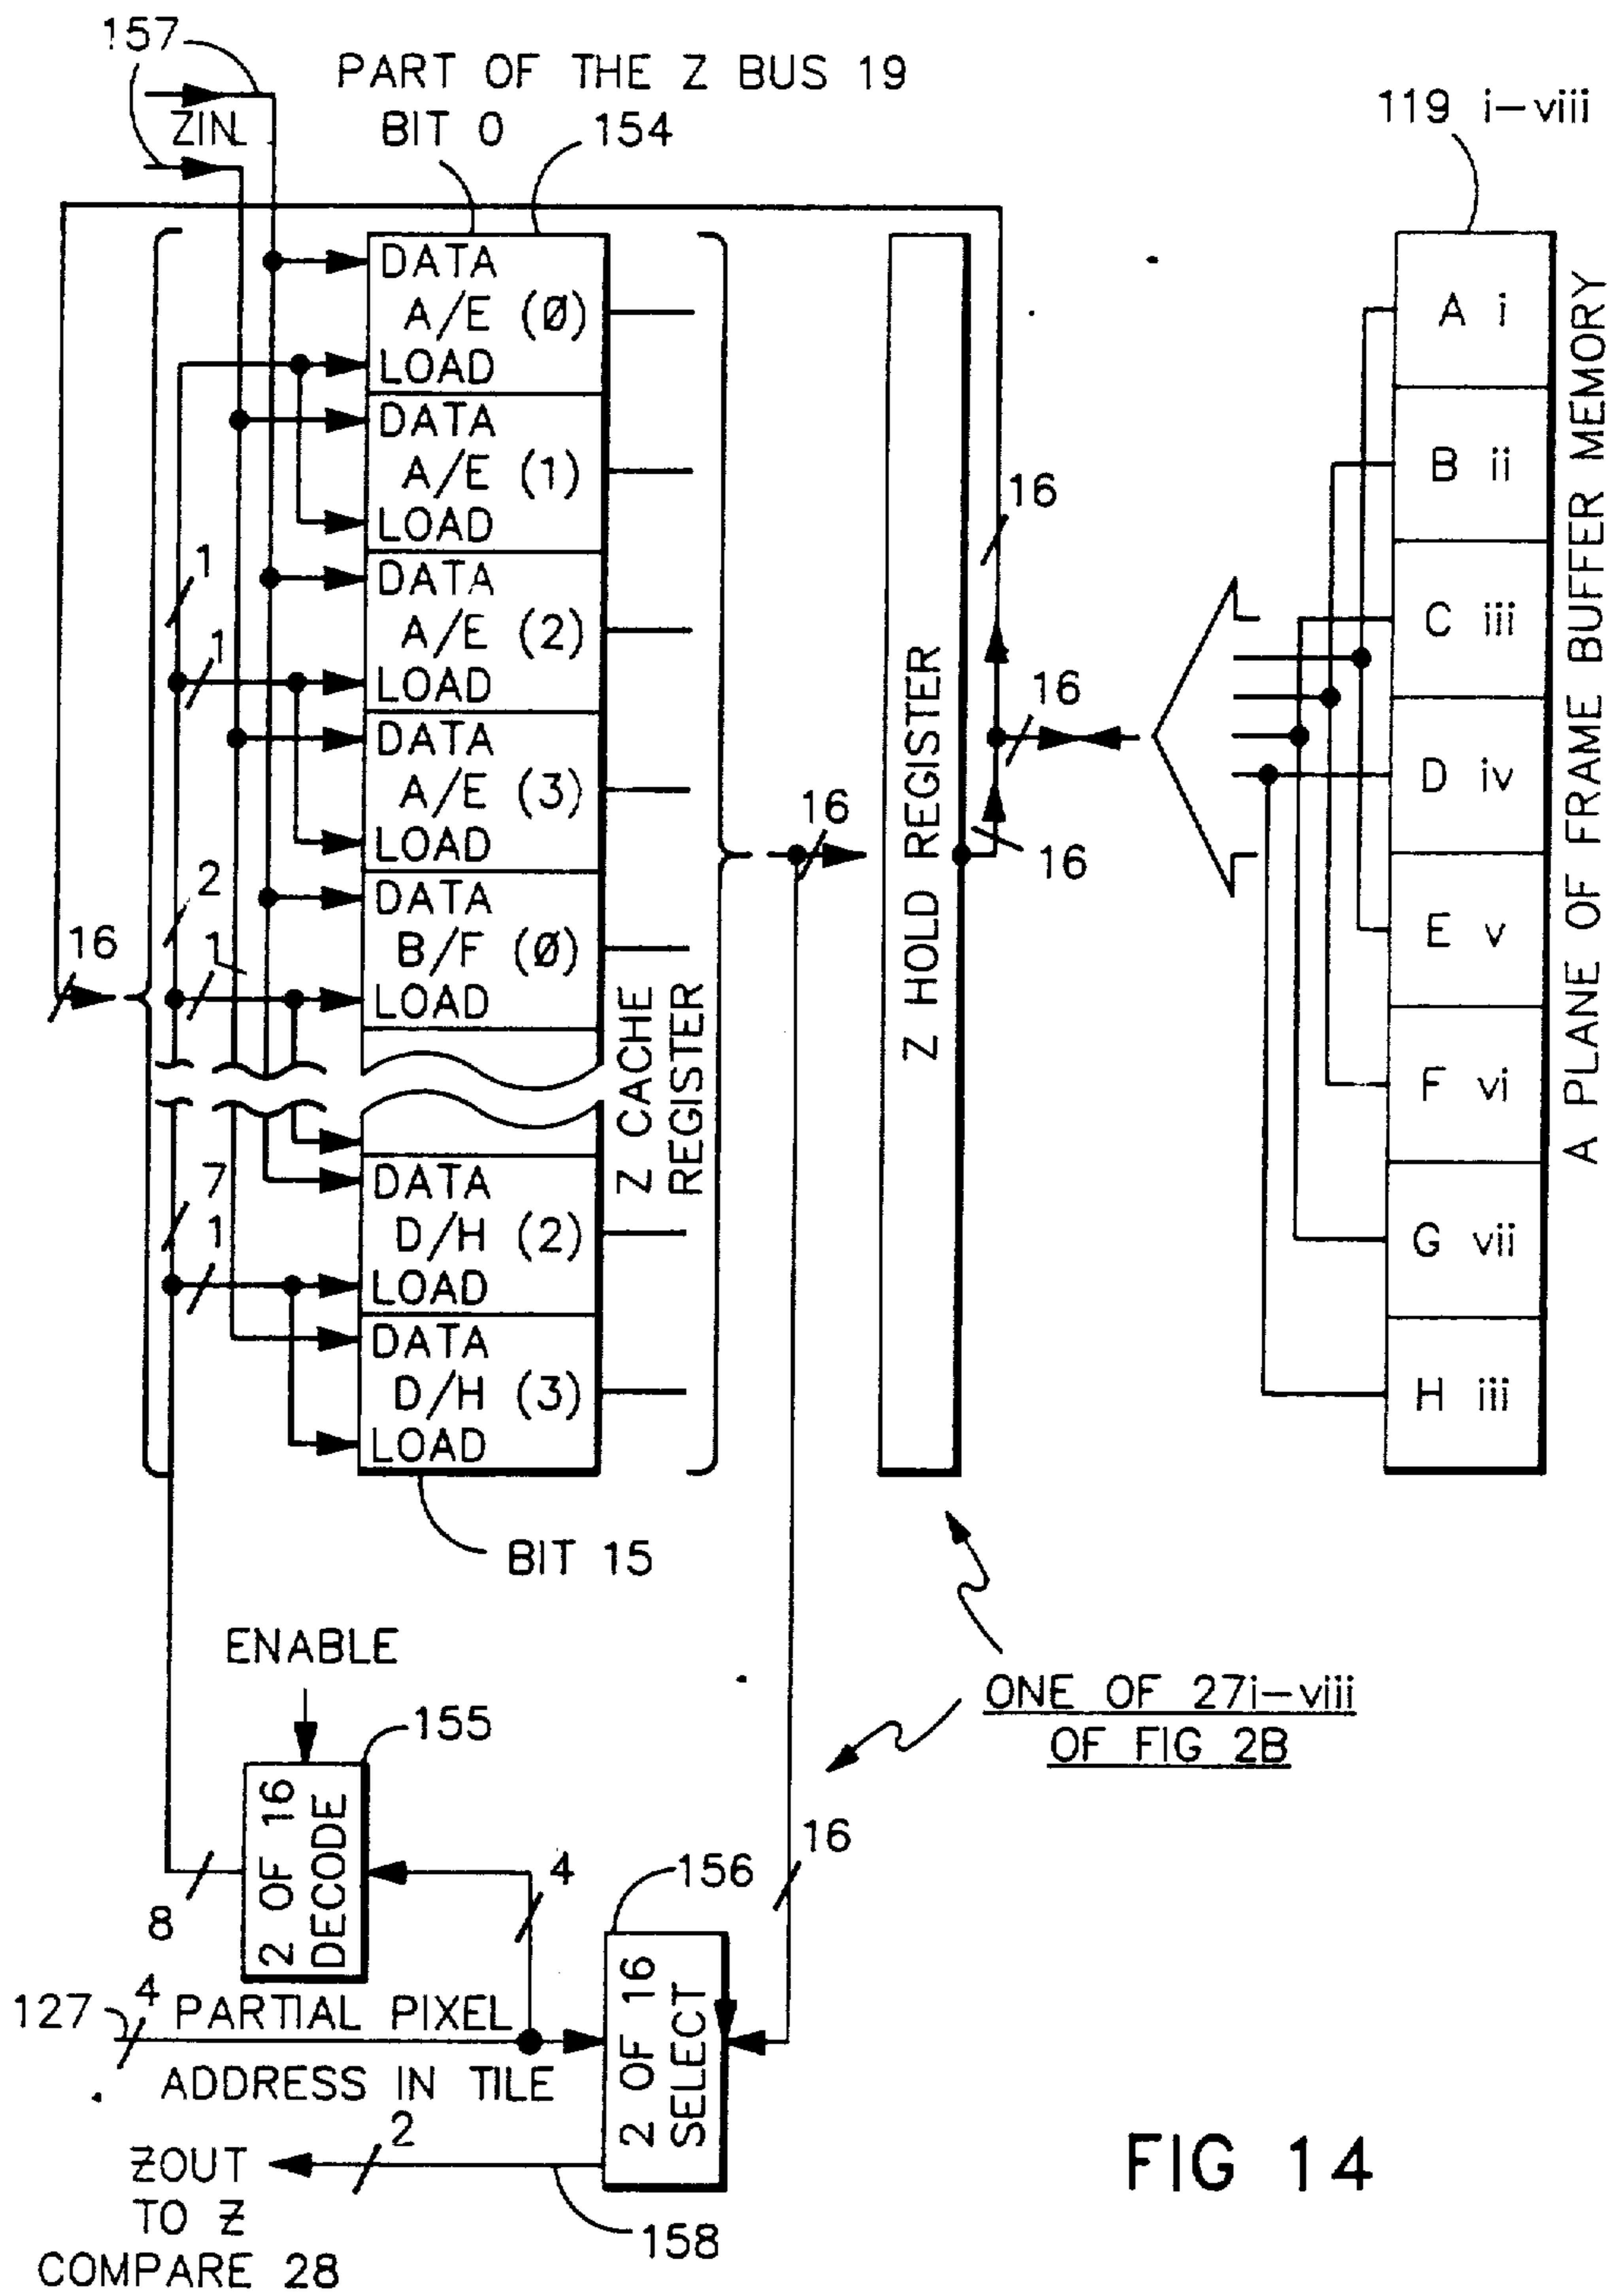 157
PART OF THE Z BUS 19
ZIN
BIT 0
154
119 i-viii
DATA
A/E (Ø)
LOAD
DATA
A/E (1)
LOAD
DATA
A/E (2)
LOAD
DATA
A/E (3)
LOAD
DATA
B/F (Ø)
LOAD
DATA
D/H (2)
LOAD
DATA
D/H (3)
LOAD
1
1
2
1
7
1
16
Z CACHE
REGISTER
16
Z HOLD REGISTER
16
16
16
A i
B ii
C iii
D iv
E v
F vi
G vii
H iii
A PLANE OF FRAME BUFFER MEMORY
BIT 15
ENABLE
155
2 OF 16
DECODE
8
4
ONE OF 27i-viii
OF FIG 2B
16
156
2 OF 16
SELECT
127
4
PARTIAL PIXEL
ADDRESS IN TILE
2
ZOUT
TO Z
COMPARE 28
158
FIG 14